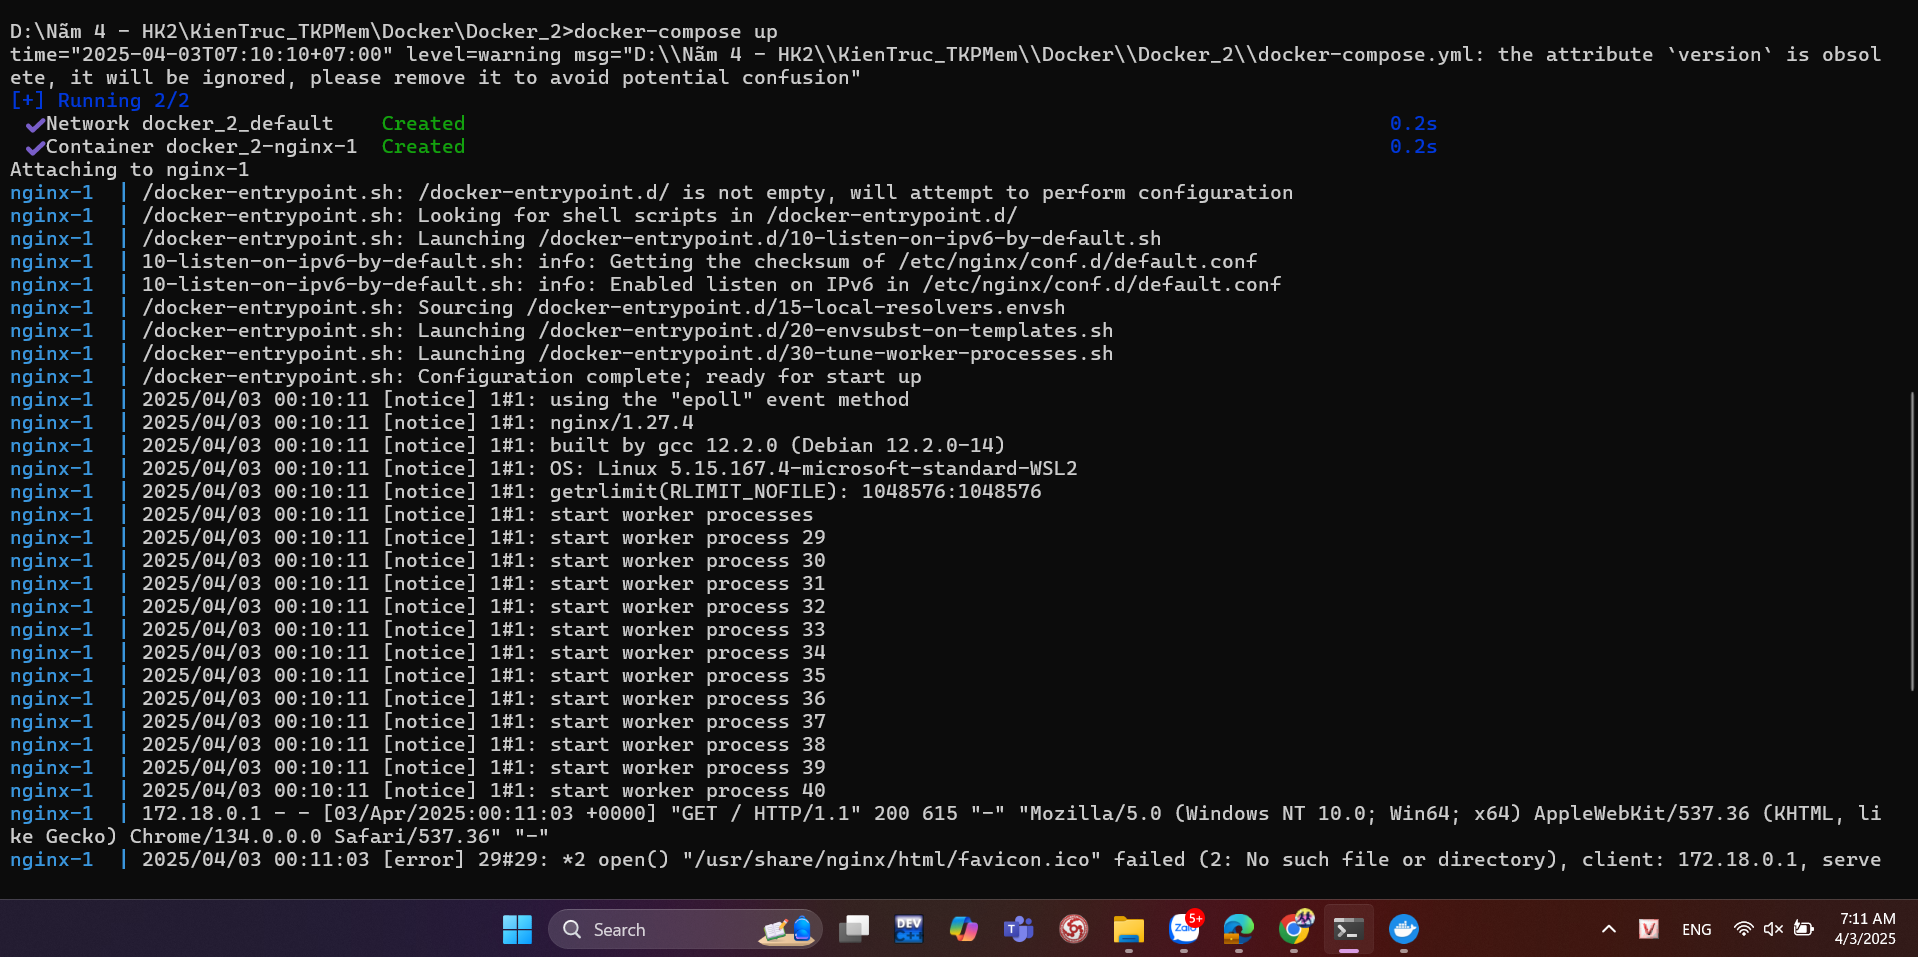 D:\Năm 4 - HK2\KienTruc_TKPMem\Docker\Docker_2>docker-compose up
time="2025-04-03T07:10:10+07:00" level=warning msg="D:\\Năm 4 - HK2\\KienTruc_TKPMem\\Docker\\Docker_2\\docker-compose.yml: the attribute `version` is obsol
ete, it will be ignored, please remove it to avoid potential confusion"
[+] Running 2/2
✔Network docker_2_default    Created    0.2s
✔Container docker_2-nginx-1  Created    0.2s
Attaching to nginx-1
nginx-1  | /docker-entrypoint.sh: /docker-entrypoint.d/ is not empty, will attempt to perform configuration
nginx-1  | /docker-entrypoint.sh: Looking for shell scripts in /docker-entrypoint.d/
nginx-1  | /docker-entrypoint.sh: Launching /docker-entrypoint.d/10-listen-on-ipv6-by-default.sh
nginx-1  | 10-listen-on-ipv6-by-default.sh: info: Getting the checksum of /etc/nginx/conf.d/default.conf
nginx-1  | 10-listen-on-ipv6-by-default.sh: info: Enabled listen on IPv6 in /etc/nginx/conf.d/default.conf
nginx-1  | /docker-entrypoint.sh: Sourcing /docker-entrypoint.d/15-local-resolvers.envsh
nginx-1  | /docker-entrypoint.sh: Launching /docker-entrypoint.d/20-envsubst-on-templates.sh
nginx-1  | /docker-entrypoint.sh: Launching /docker-entrypoint.d/30-tune-worker-processes.sh
nginx-1  | /docker-entrypoint.sh: Configuration complete; ready for start up
nginx-1  | 2025/04/03 00:10:11 [notice] 1#1: using the "epoll" event method
nginx-1  | 2025/04/03 00:10:11 [notice] 1#1: nginx/1.27.4
nginx-1  | 2025/04/03 00:10:11 [notice] 1#1: built by gcc 12.2.0 (Debian 12.2.0-14)
nginx-1  | 2025/04/03 00:10:11 [notice] 1#1: OS: Linux 5.15.167.4-microsoft-standard-WSL2
nginx-1  | 2025/04/03 00:10:11 [notice] 1#1: getrlimit(RLIMIT_NOFILE): 1048576:1048576
nginx-1  | 2025/04/03 00:10:11 [notice] 1#1: start worker processes
nginx-1  | 2025/04/03 00:10:11 [notice] 1#1: start worker process 29
nginx-1  | 2025/04/03 00:10:11 [notice] 1#1: start worker process 30
nginx-1  | 2025/04/03 00:10:11 [notice] 1#1: start worker process 31
nginx-1  | 2025/04/03 00:10:11 [notice] 1#1: start worker process 32
nginx-1  | 2025/04/03 00:10:11 [notice] 1#1: start worker process 33
nginx-1  | 2025/04/03 00:10:11 [notice] 1#1: start worker process 34
nginx-1  | 2025/04/03 00:10:11 [notice] 1#1: start worker process 35
nginx-1  | 2025/04/03 00:10:11 [notice] 1#1: start worker process 36
nginx-1  | 2025/04/03 00:10:11 [notice] 1#1: start worker process 37
nginx-1  | 2025/04/03 00:10:11 [notice] 1#1: start worker process 38
nginx-1  | 2025/04/03 00:10:11 [notice] 1#1: start worker process 39
nginx-1  | 2025/04/03 00:10:11 [notice] 1#1: start worker process 40
nginx-1  | 172.18.0.1 - - [03/Apr/2025:00:11:03 +0000] "GET / HTTP/1.1" 200 615 "-" "Mozilla/5.0 (Windows NT 10.0; Win64; x64) AppleWebKit/537.36 (KHTML, li
ke Gecko) Chrome/134.0.0.0 Safari/537.36" "-"
nginx-1  | 2025/04/03 00:11:03 [error] 29#29: *2 open() "/usr/share/nginx/html/favicon.ico" failed (2: No such file or directory), client: 172.18.0.1, serve
Search
DEV
C++
T
Zalo
5+
V
ENG
7:11 AM
4/3/2025